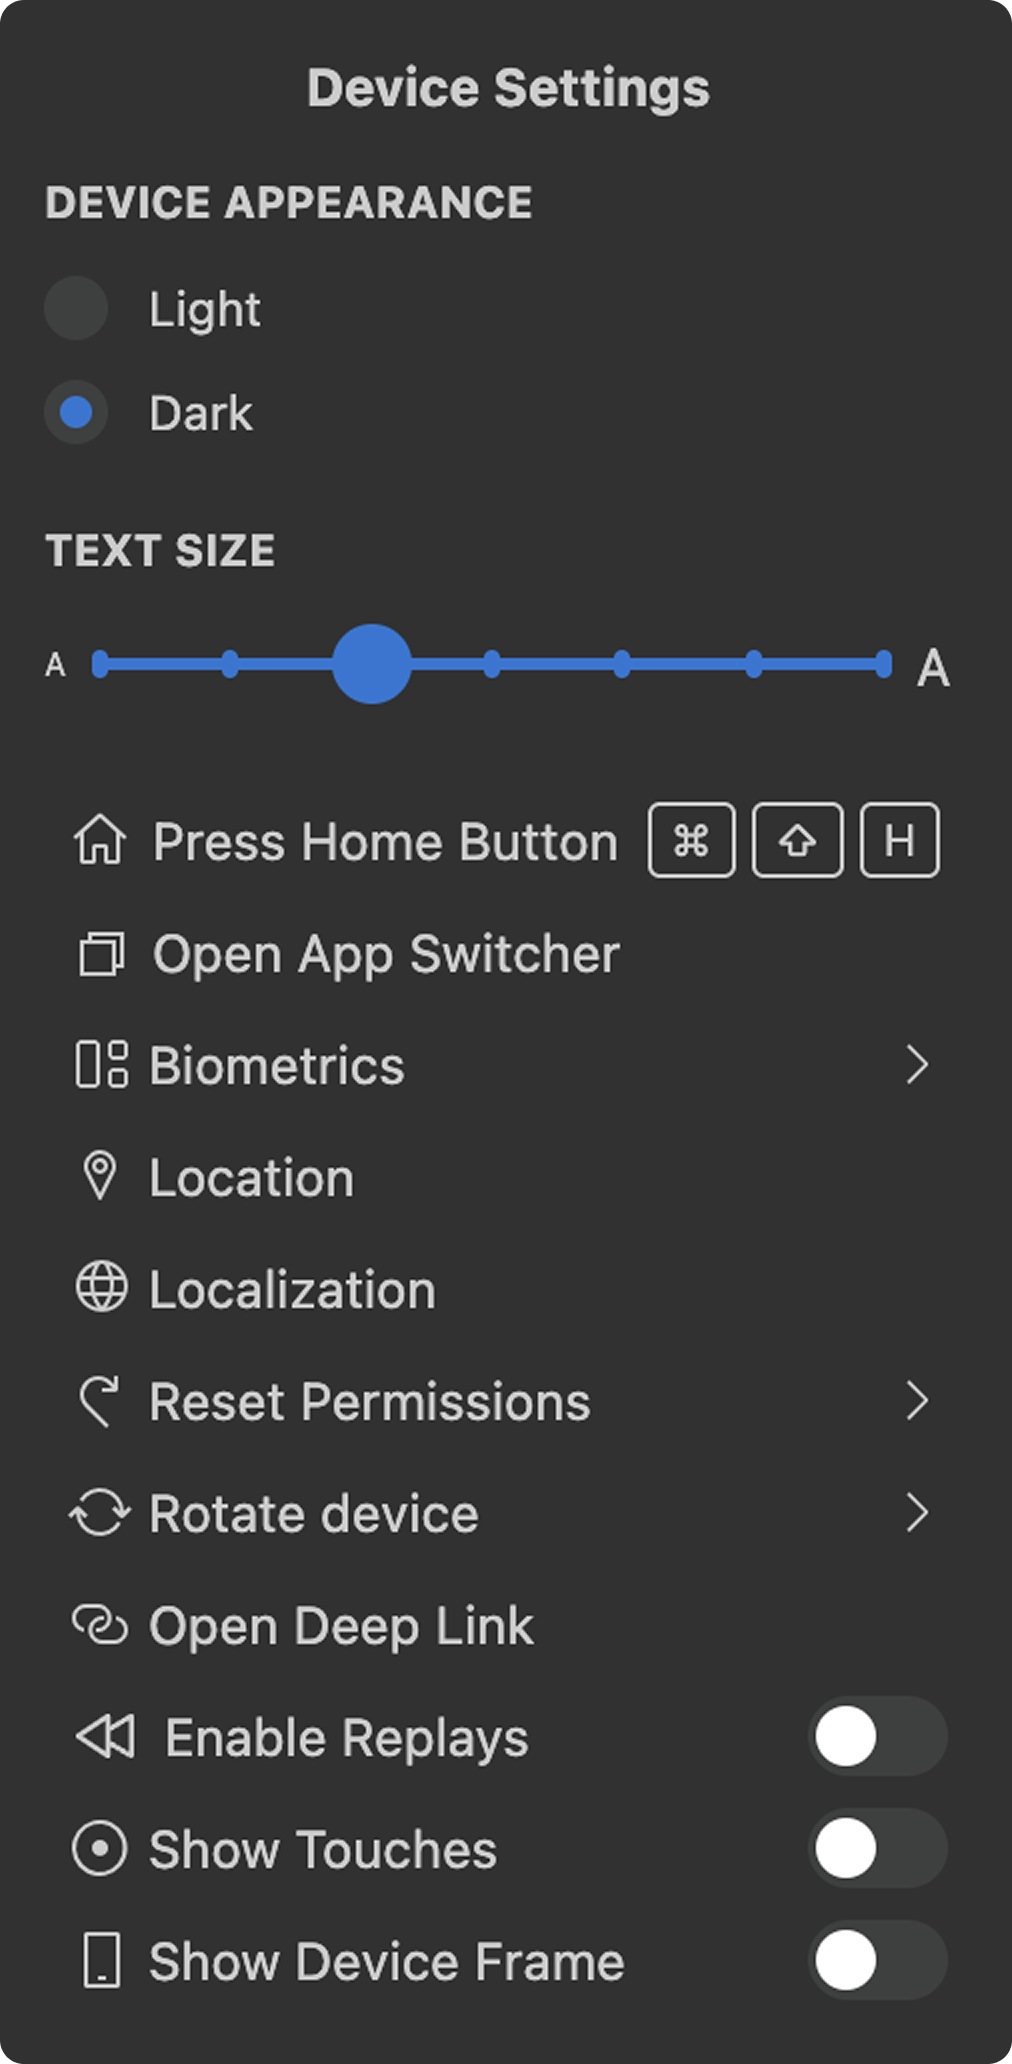 Device Settings
DEVICE APPEARANCE
Light
Dark
TEXT SIZE
A A
Press Home Button ⌘ ⇧ H
Open App Switcher
Biometrics
Location
Localization
Reset Permissions
Rotate device
Open Deep Link
Enable Replays
Show Touches
Show Device Frame